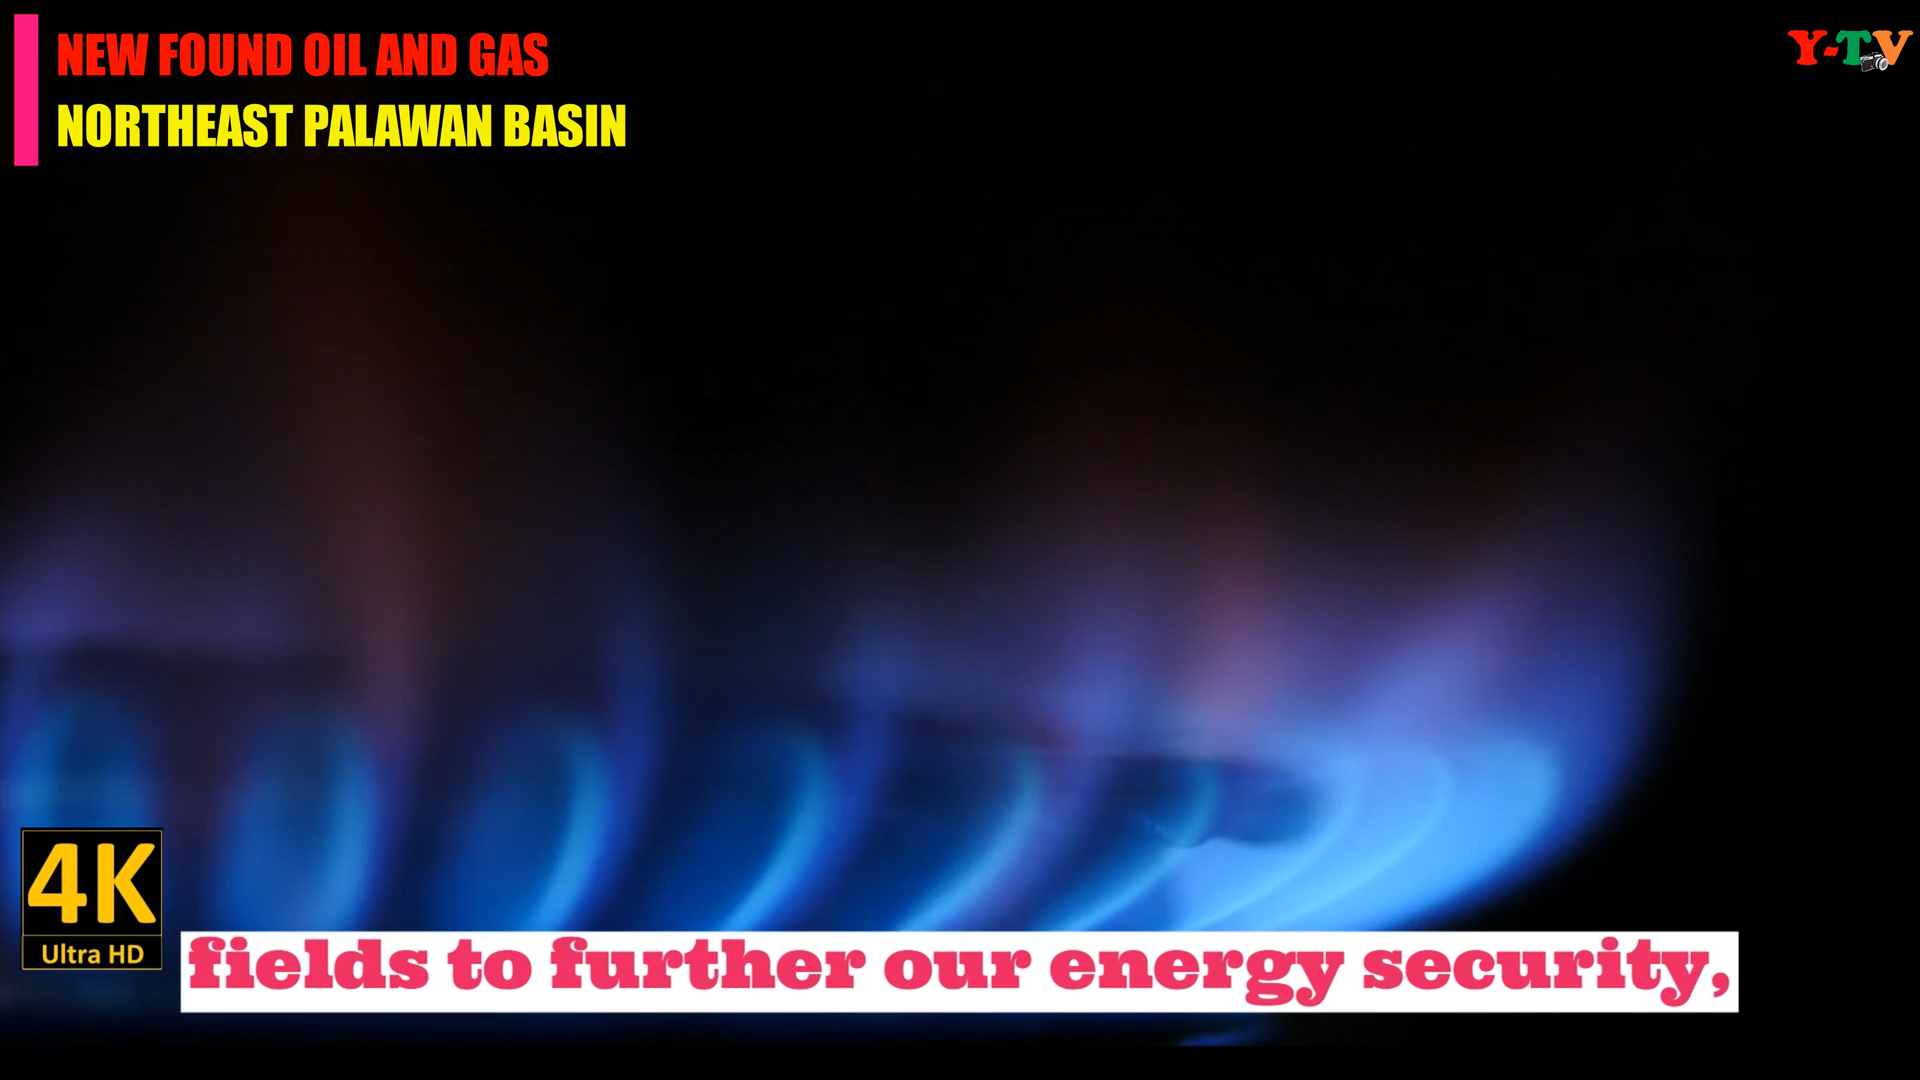 NEW FOUND OIL AND GAS
NORTHEAST PALAWAN BASIN
Y-TV
4K
Ultra HD
fields to further our energy security,